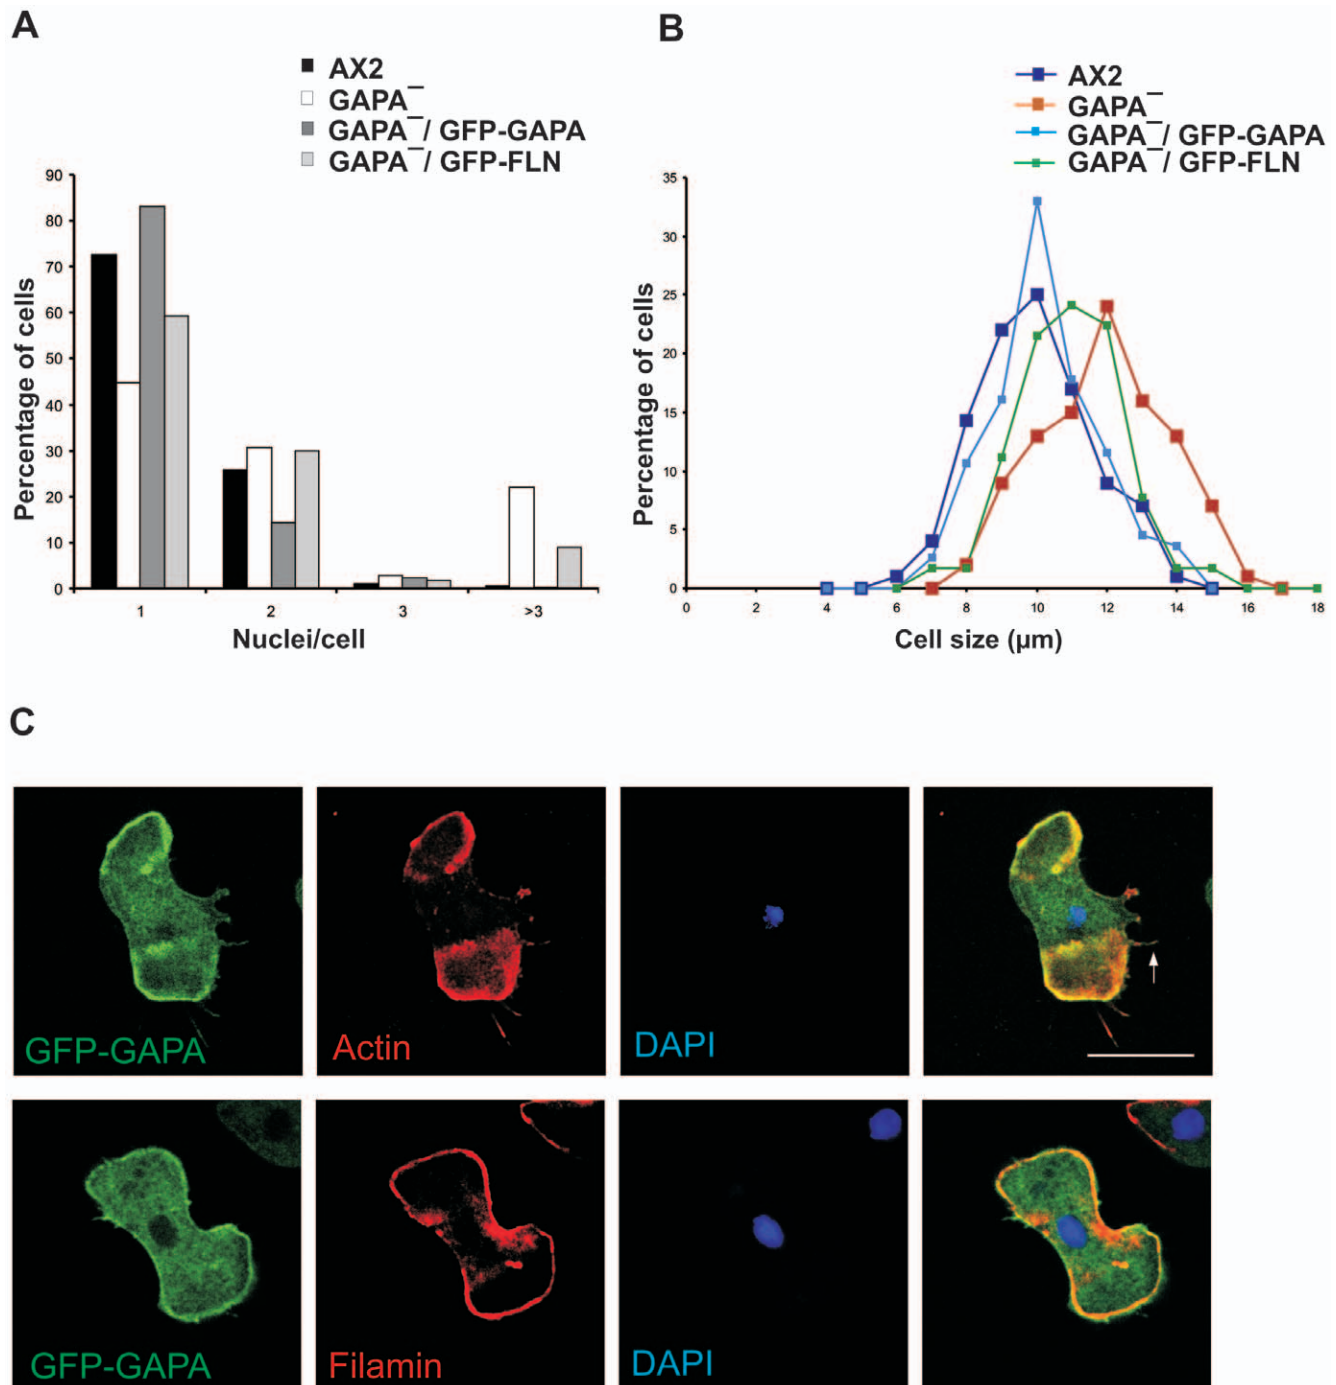 A
AX2
GAPA¯
GAPA¯/ GFP-GAPA
GAPA¯/ GFP-FLN
90
80
70
60
50
40
30
20
10
0
Percentage of cells
1 2 3 >3
Nuclei/cell
B
AX2
GAPA¯
GAPA¯/ GFP-GAPA
GAPA¯/ GFP-FLN
35
30
25
20
15
10
5
0
Percentage of cells
0 2 4 6 8 10 12 14 16 18
Cell size (µm)
C
GFP-GAPA Actin DAPI
GFP-GAPA Filamin DAPI